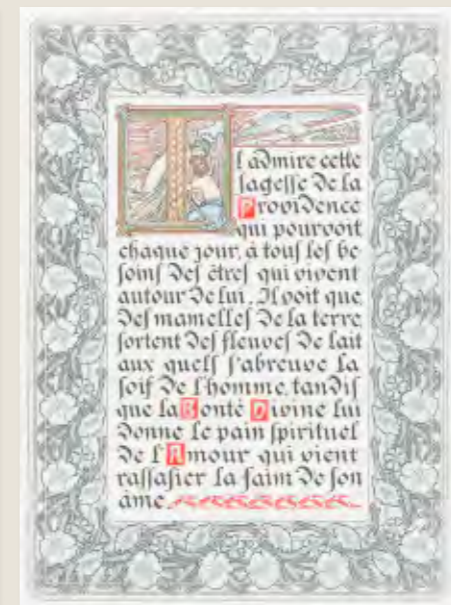 Il admire cette
sagesse de la
Providence
qui pourvoit
chaque jour, à tous les be
soins des êtres qui vivent
autour de lui. Il voit que
des mamelles de la terre
sortent des fleuves de lait
aux quels s'abreuve la
soif de l'homme, tandis
que la Bonté Divine lui
donne le pain spirituel
de l'Amour qui vient
rassasier la faim de son
âme